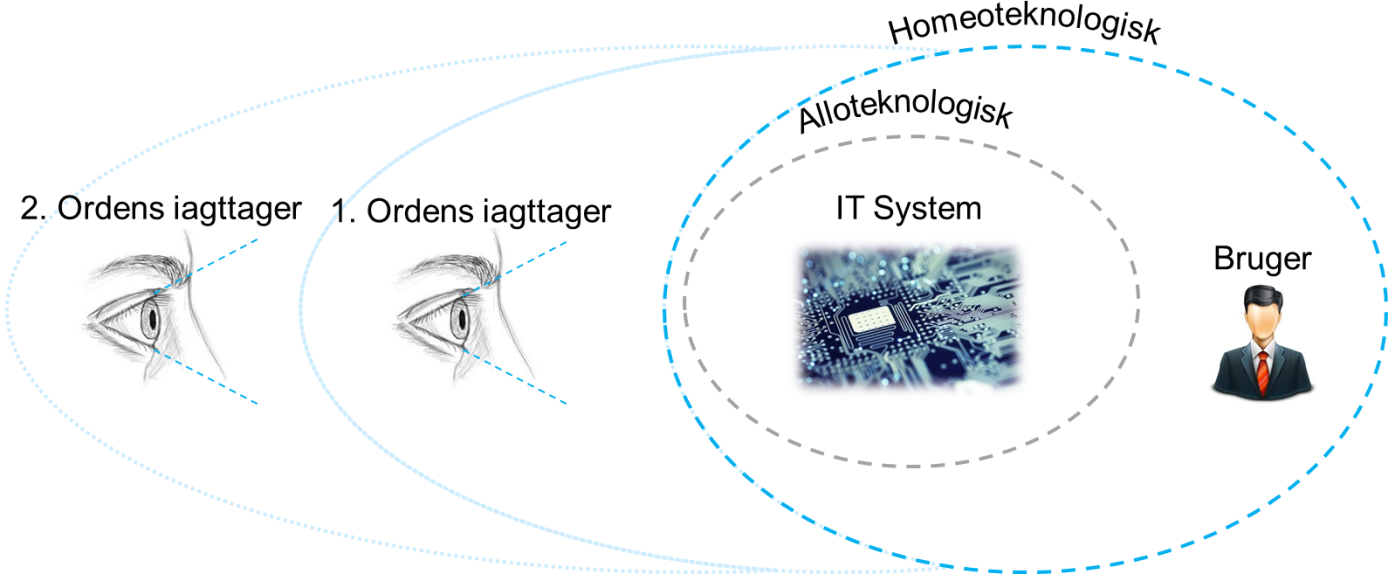 Homeoteknologisk
Alloteknologisk
2. Ordens iagttager
1. Ordens iagttager
IT System
Bruger